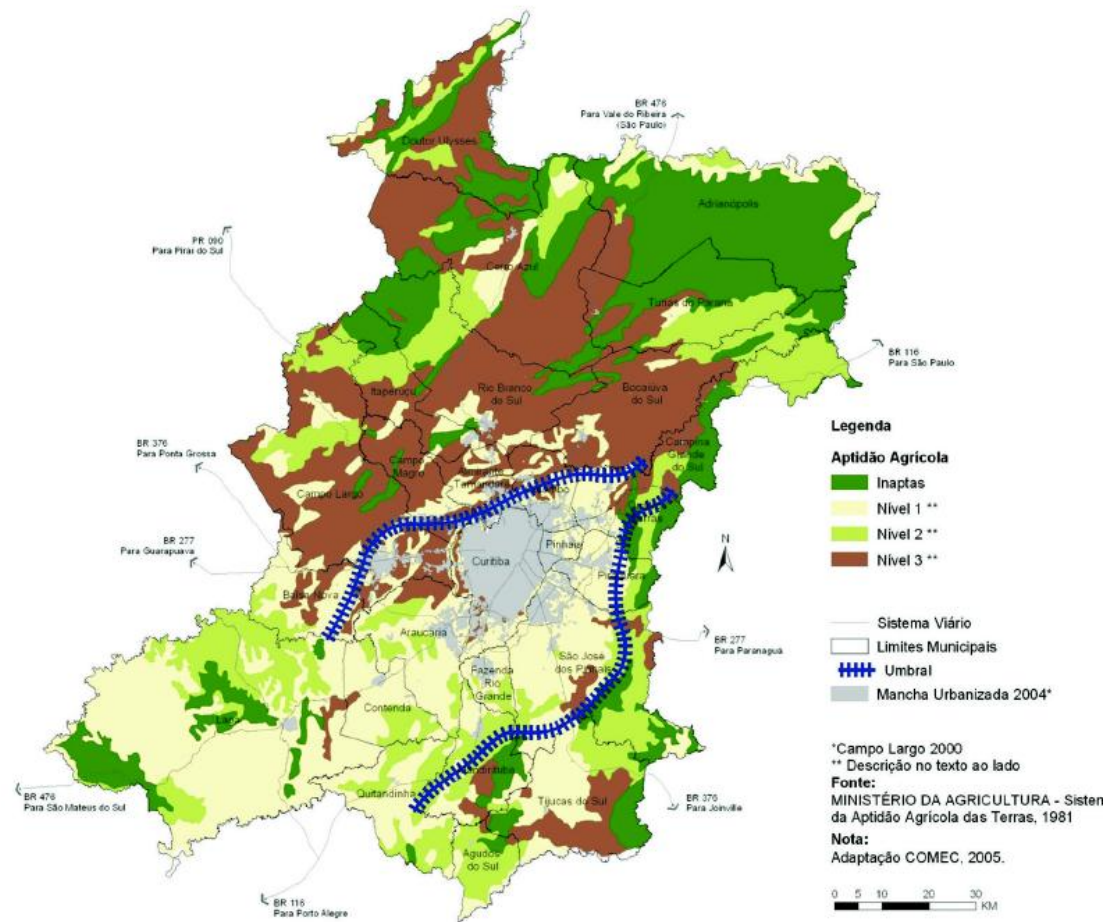 BR 476
Para Vale do Ribeira
(São Paulo)
Doutor Ulysses
Adrianópolis
PR 090
Para Piraí do Sul
Cerro Azul
Tunas do Paraná
BR 116
Para São Paulo
Itaperuçu
Rio Branco
do Sul
Bocaiúva
do Sul
BR 376
Para Ponta Grossa
Campo
Magro
Almirante
Tamandaré
Campina
Grande
do Sul
Campo Largo
BR 277
Para Guarapuava
Curitiba
Pinhais
Balsa Nova
Araucária
São José
dos Pinhais
BR 277
Para Paranaguá
Fazenda
Rio
Grande
Lapa
Contenda
Quitandinha
Tijucas do Sul
BR 376
Para Joinville
BR 476
Para São Mateus do Sul
Agudos
do Sul
BR 116
Para Porto Alegre
N
Legenda
Aptidão Agrícola
Inaptas
Nível 1 **
Nível 2 **
Nível 3 **
Sistema Viário
Limites Municipais
Umbral
Mancha Urbanizada 2004*
*Campo Largo 2000
** Descrição no texto ao lado
Fonte:
MINISTÉRIO DA AGRICULTURA - Sistem
da Aptidão Agrícola das Terras, 1981
Nota:
Adaptação COMEC, 2005.
0 5 10 20 30
KM